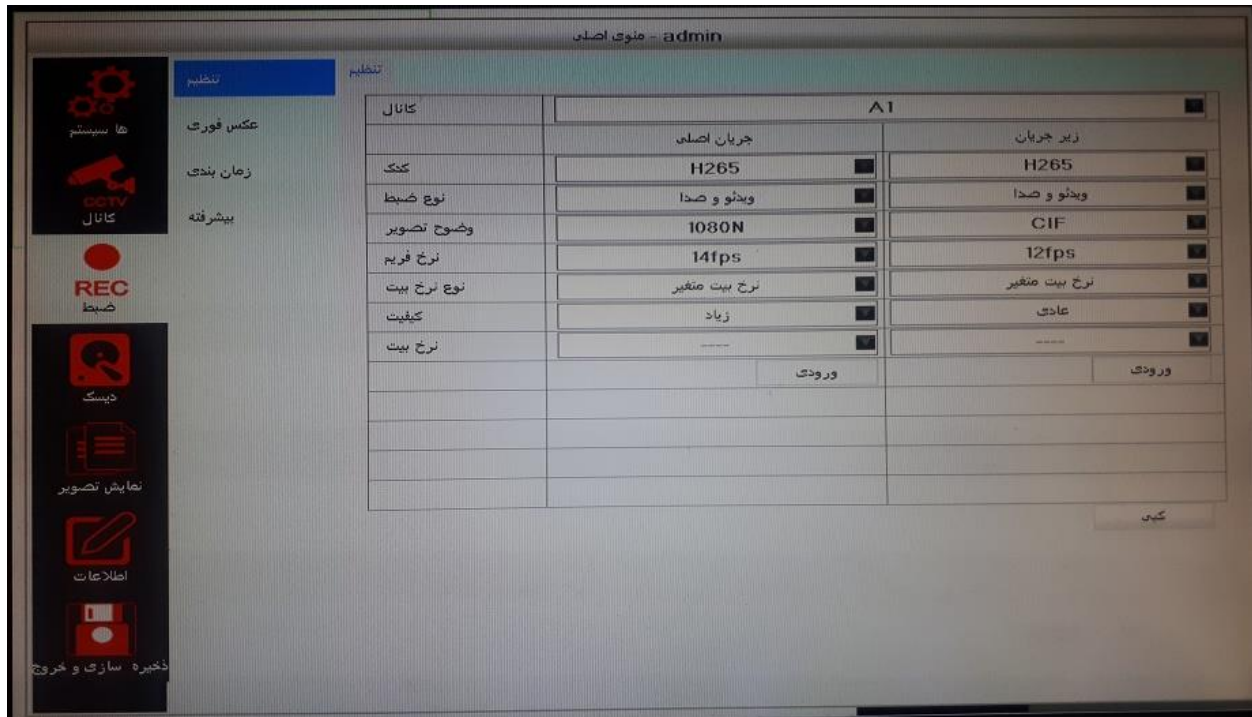 admin - منوی اصلی
ها سیستم
CCTV
کانال
REC
ضبط
دیسک
نمایش تصویر
اطلاعات
ذخیره سازی و خروج
تنظیم
عکس فوری
زمان بندی
پیشرفته
تنظیم
کانال A1
جریان اصلی زیر جریان
کدک H265 H265
نوع ضبط ویدئو و صدا ویدئو و صدا
وضوح تصویر 1080N CIF
نرخ فریم 14fps 12fps
نوع نرخ بیت نرخ بیت متغیر نرخ بیت متغیر
کیفیت زیاد عادی
نرخ بیت ---- ----
ورودی ورودی
کپی